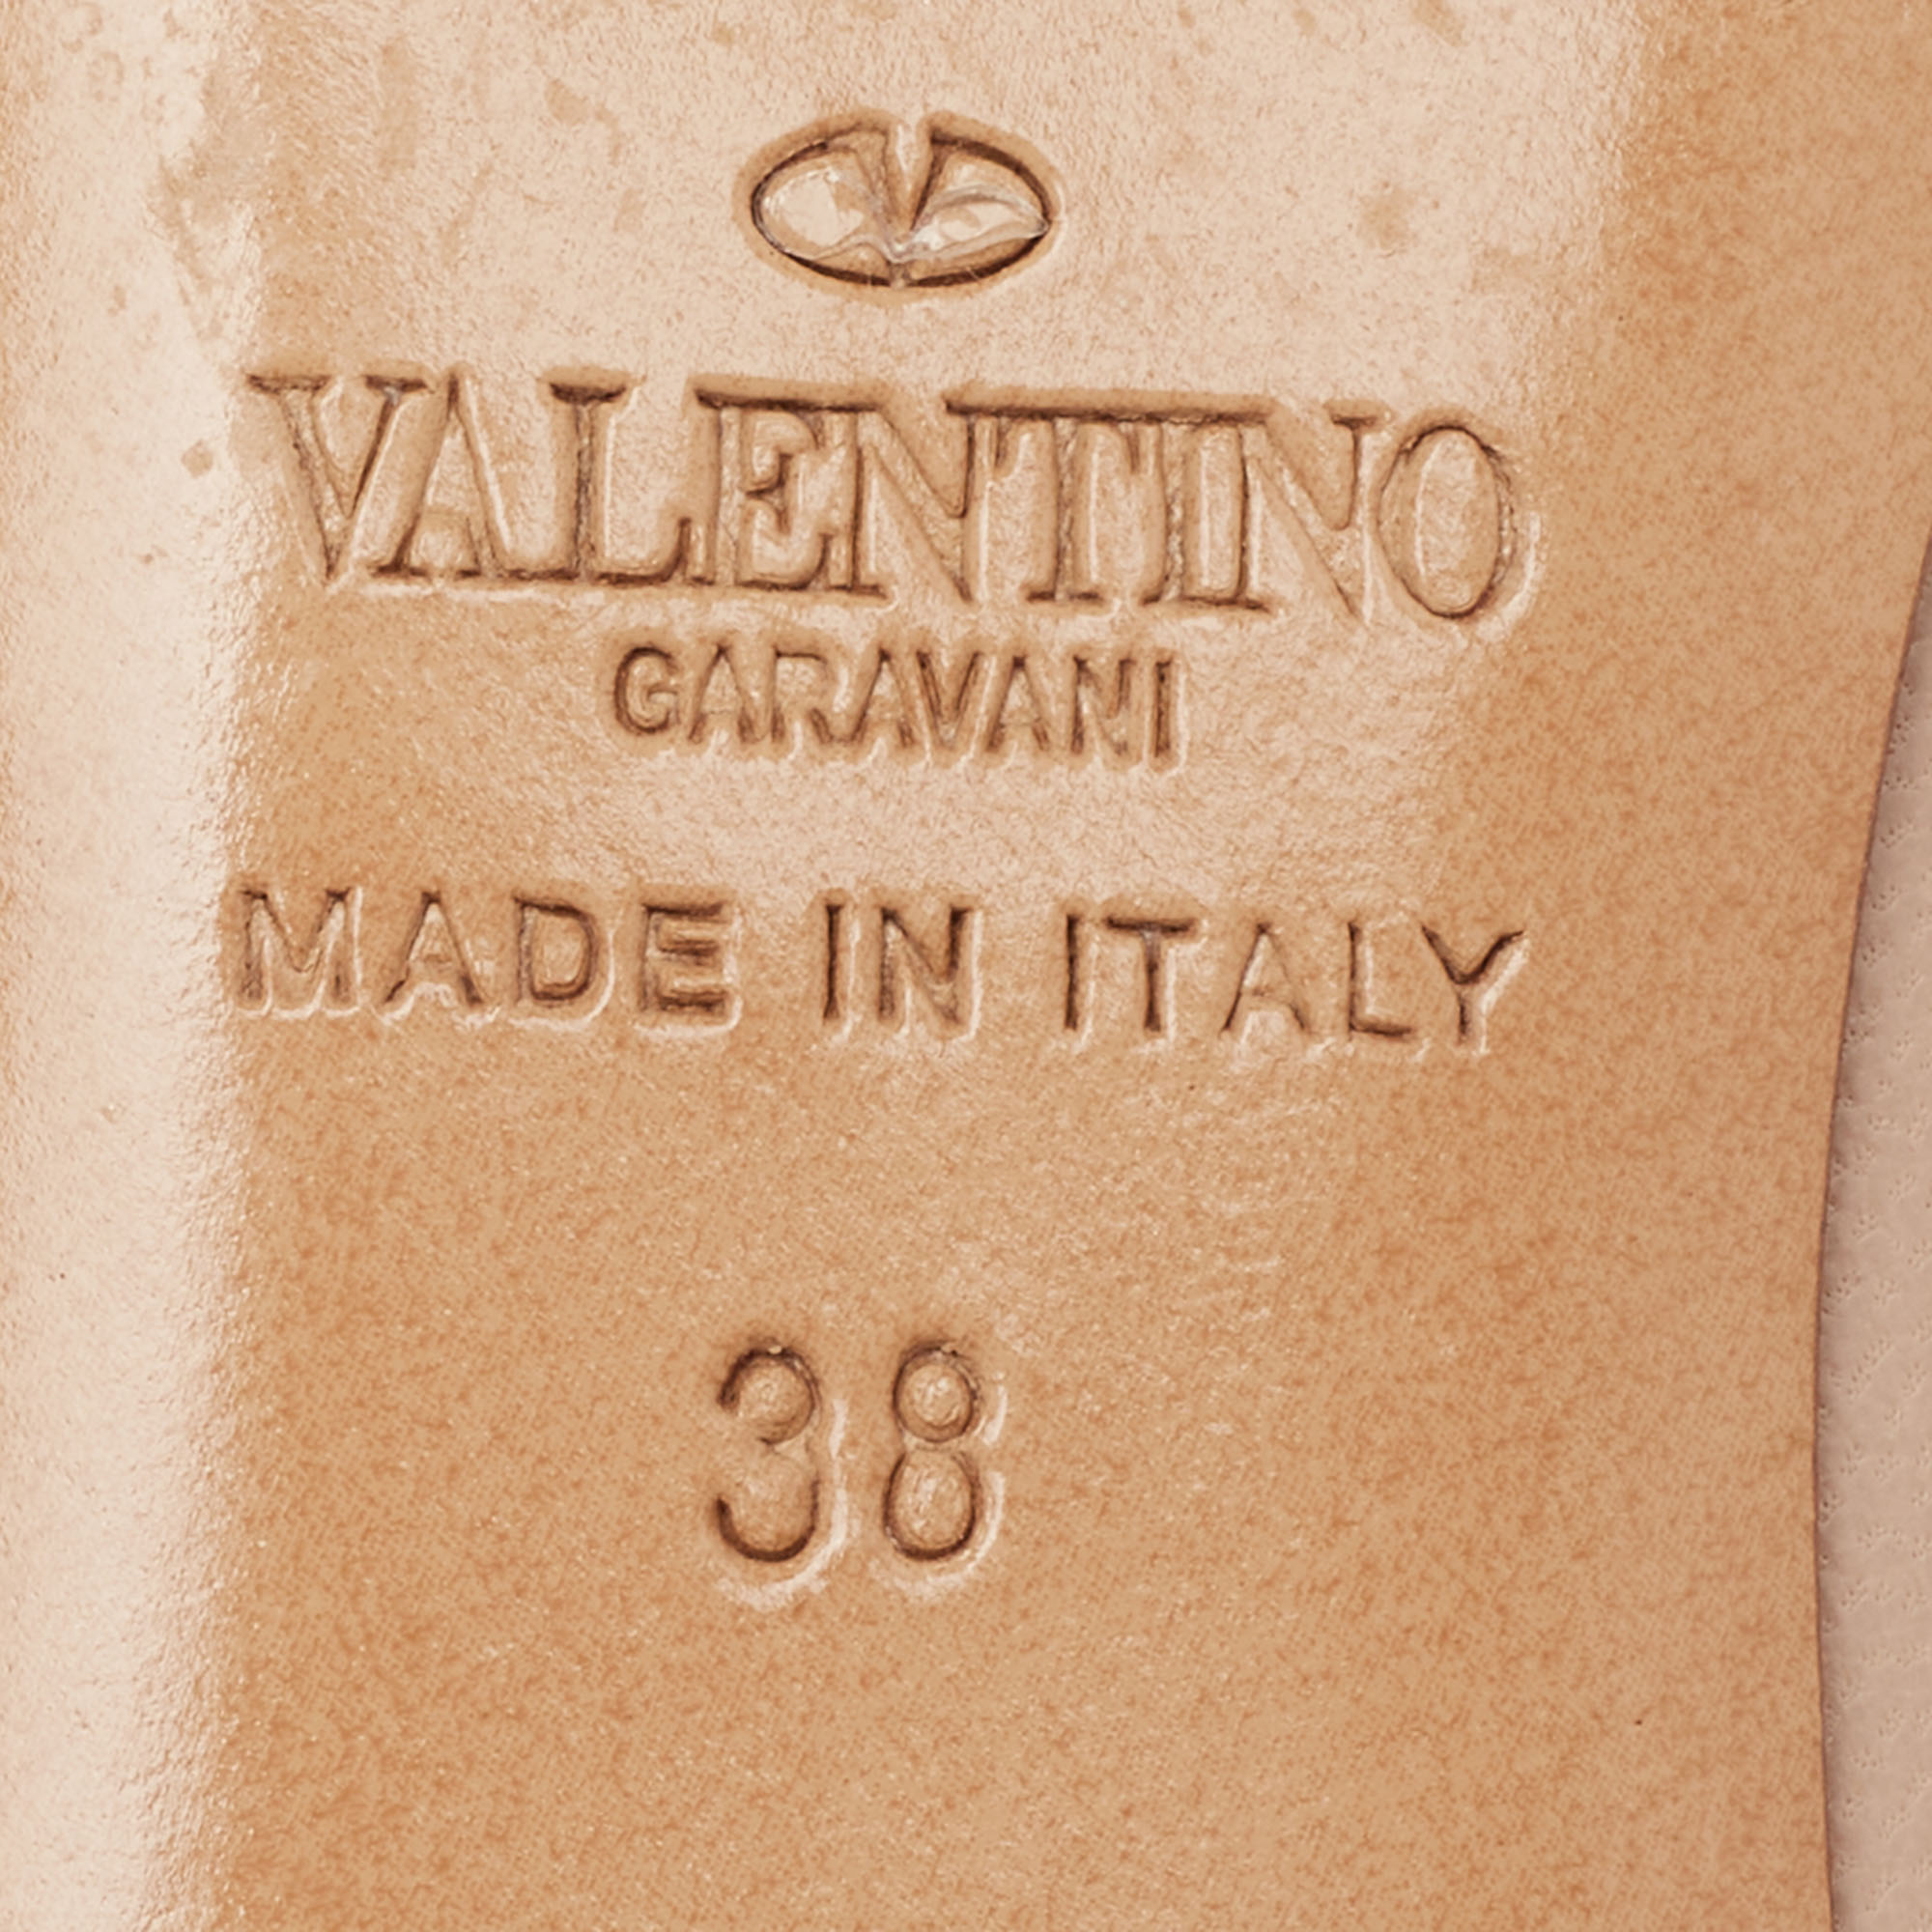 VALENTINO
GARAVANI
MADE IN ITALY
38